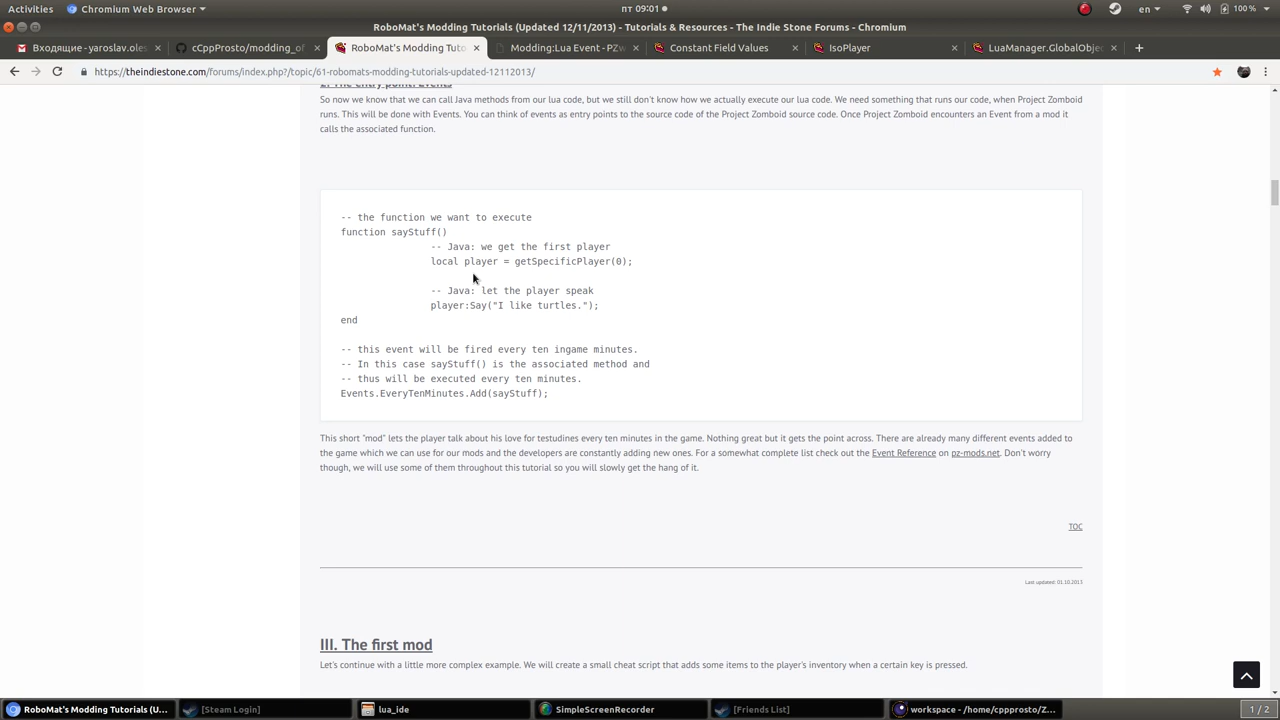 Activities
Chromium Web Browser
пт 09:01
en
100 %
RoboMat's Modding Tutorials (Updated 12/11/2013) - Tutorials & Resources - The Indie Stone Forums - Chromium
Входящие - yaroslav.oles
cCppProsto/modding_of
RoboMat's Modding Tuto
Modding:Lua Event - PZw
Constant Field Values
IsoPlayer
LuaManager.GlobalObje
https://theindiestone.com/forums/index.php?/topic/61-robomats-modding-tutorials-updated-12112013/
2. The entry point: Events
So now we know that we can call Java methods from our lua code, but we still don't know how we actually execute our lua code. We need something that runs our code, when Project Zomboid
runs. This will be done with Events. You can think of events as entry points to the source code of the Project Zomboid source code. Once Project Zomboid encounters an Event from a mod it
calls the associated function.
-- the function we want to execute
function sayStuff()
-- Java: we get the first player
local player = getSpecificPlayer(0);
-- Java: let the player speak
player:Say("I like turtles.");
end
-- this event will be fired every ten ingame minutes.
-- In this case sayStuff() is the associated method and
-- thus will be executed every ten minutes.
Events.EveryTenMinutes.Add(sayStuff);
This short "mod" lets the player talk about his love for testudines every ten minutes in the game. Nothing great but it gets the point across. There are already many different events added to
the game which we can use for our mods and the developers are constantly adding new ones. For a somewhat complete list check out the Event Reference on pz-mods.net. Don't worry
though, we will use some of them throughout this tutorial so you will slowly get the hang of it.
TOC
Last updated: 01.10.2013
III. The first mod
Let's continue with a little more complex example. We will create a small cheat script that adds some items to the player's inventory when a certain key is pressed.
RoboMat's Modding Tutorials (U...
[Steam Login]
lua_ide
SimpleScreenRecorder
[Friends List]
workspace - /home/cppprosto/Z...
1 / 2